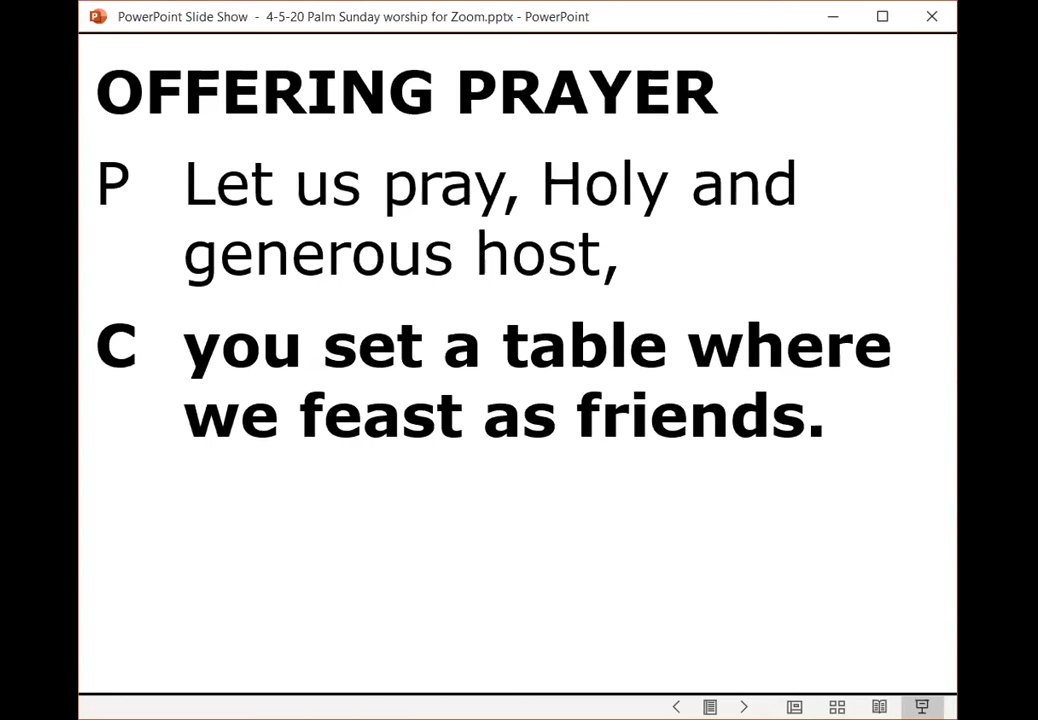 PowerPoint Slide Show - 4-5-20 Palm Sunday worship for Zoom.pptx - PowerPoint
OFFERING PRAYER
P Let us pray, Holy and
generous host,
C you set a table where
we feast as friends.